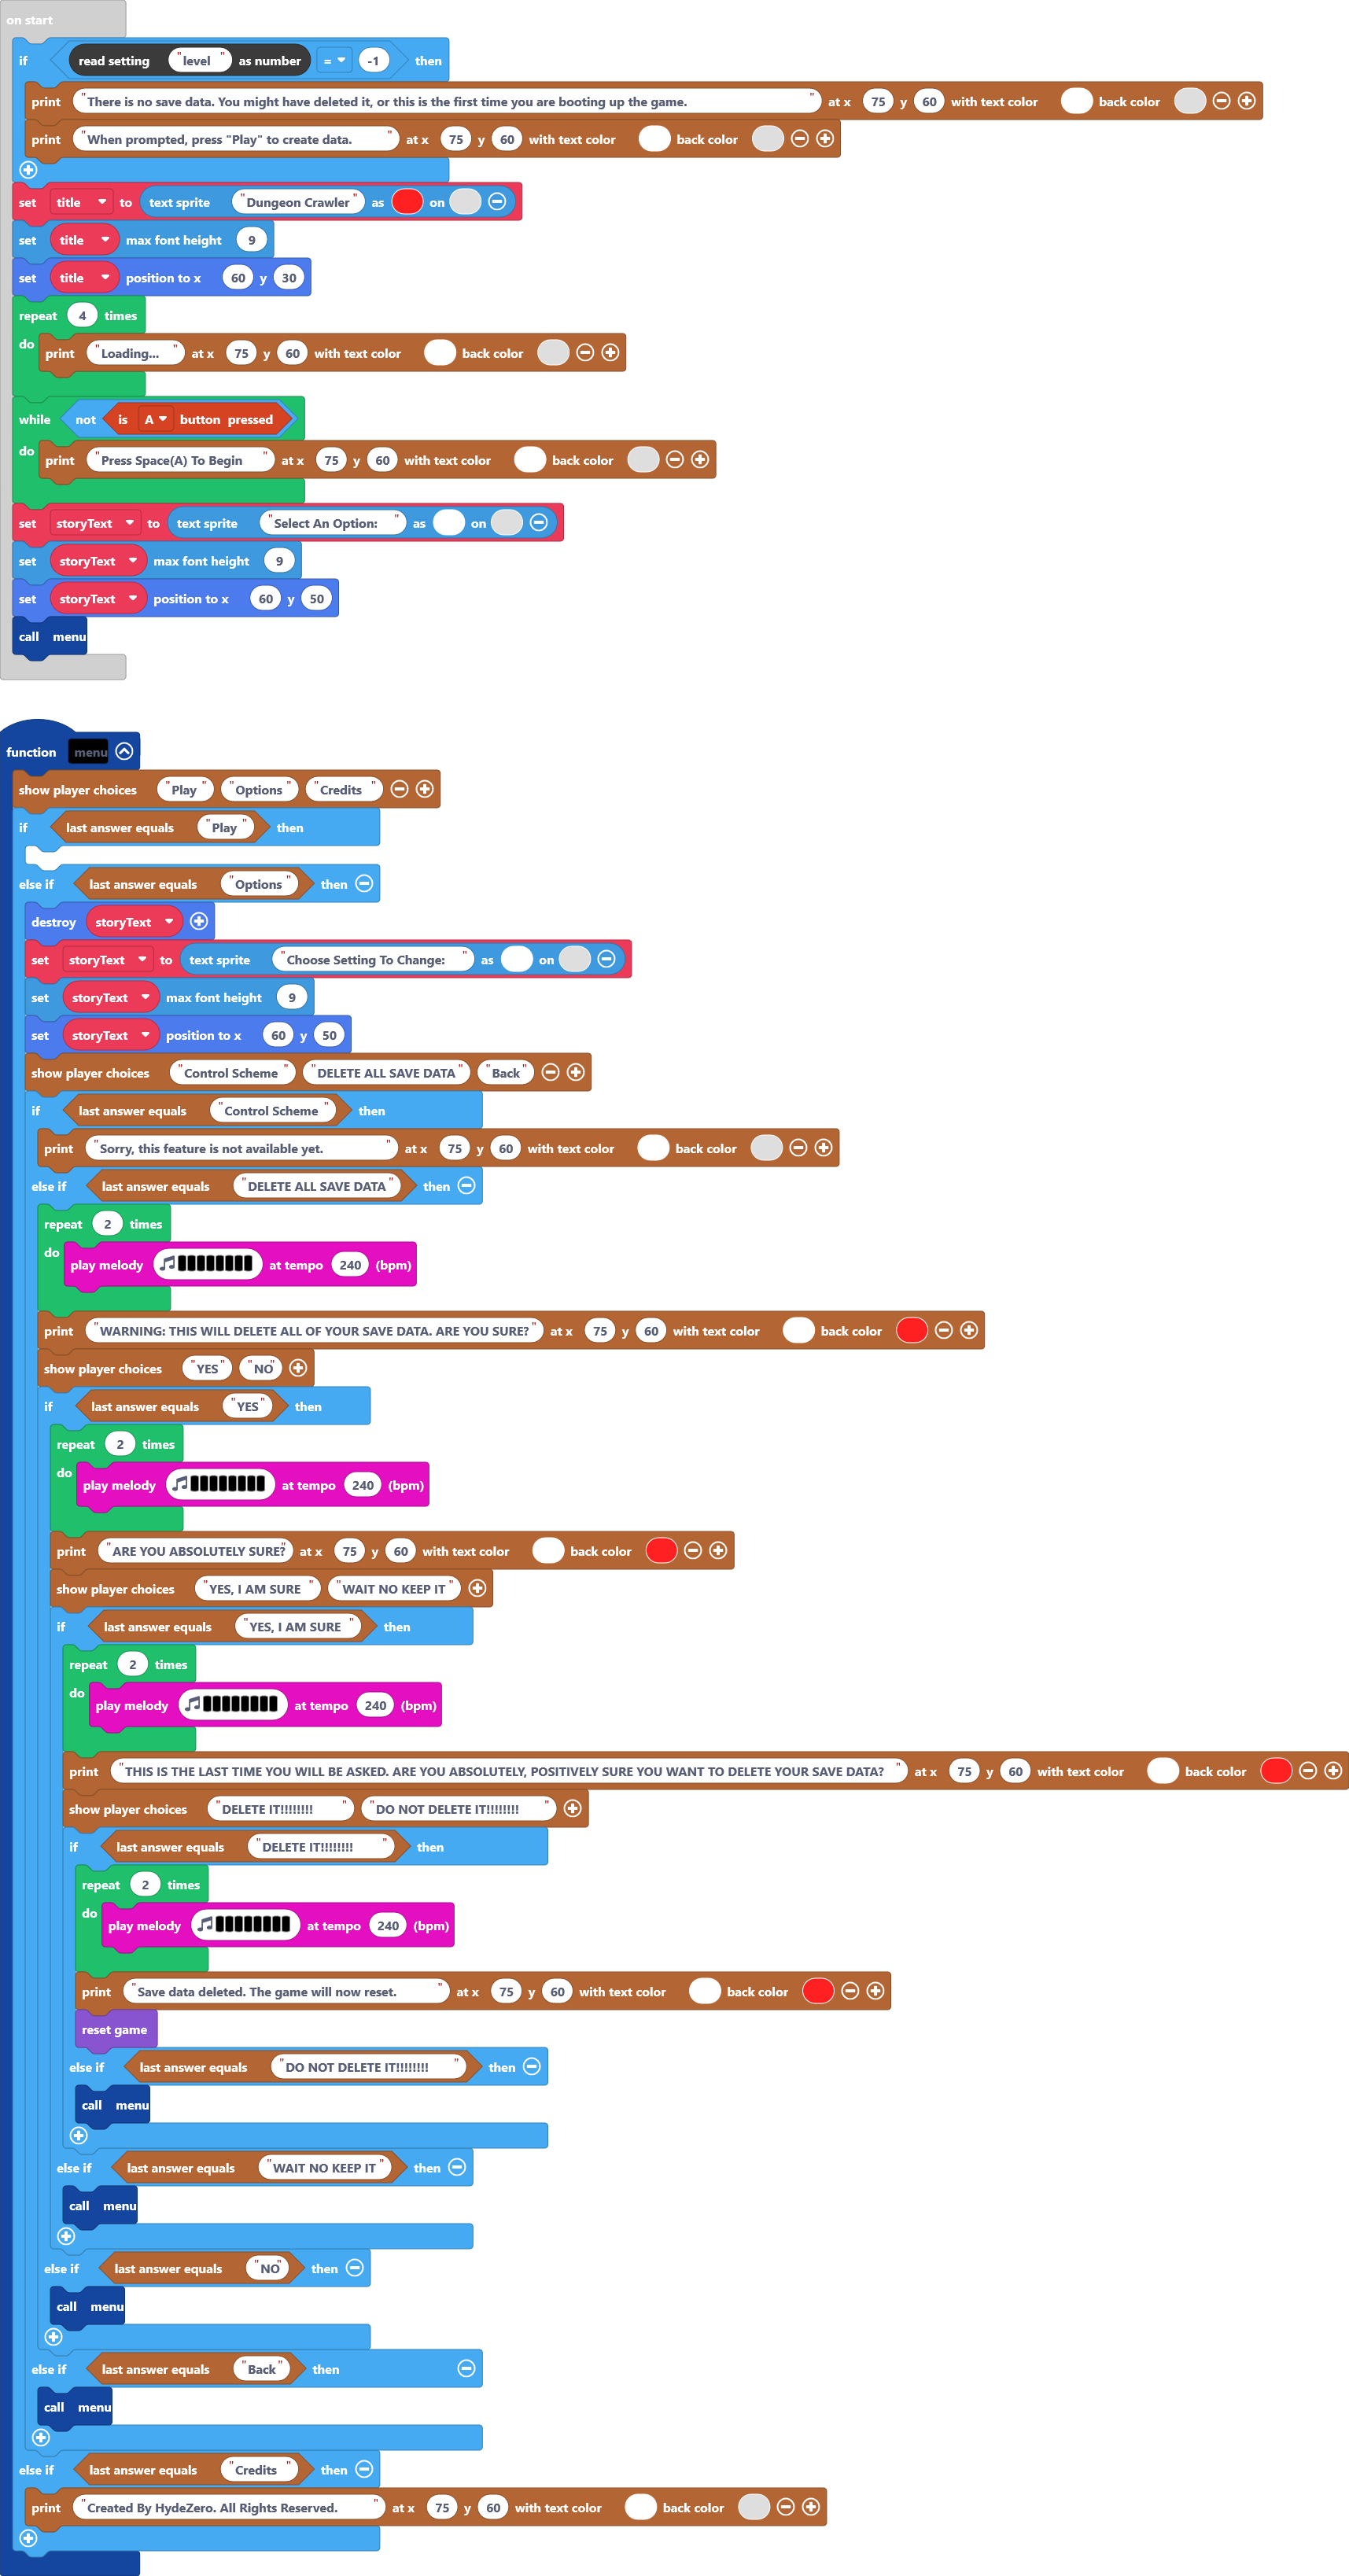 on start
if read setting "level" as number = -1 then
print "There is no save data. You might have deleted it, or this is the first time you are booting up the game." at x 75 y 60 with text color back color
print "When prompted, press "Play" to create data." at x 75 y 60 with text color back color
set title to text sprite "Dungeon Crawler" as on
set title max font height 9
set title position to x 60 y 30
repeat 4 times
do print "Loading..." at x 75 y 60 with text color back color
while not is A button pressed
do print "Press Space(A) To Begin" at x 75 y 60 with text color back color
set storyText to text sprite "Select An Option:" as on
set storyText max font height 9
set storyText position to x 60 y 50
call menu
function menu
show player choices "Play" "Options" "Credits"
if last answer equals "Play" then
else if last answer equals "Options" then
destroy storyText
set storyText to text sprite "Choose Setting To Change:" as on
set storyText max font height 9
set storyText position to x 60 y 50
show player choices "Control Scheme" "DELETE ALL SAVE DATA" "Back"
if last answer equals "Control Scheme" then
print "Sorry, this feature is not available yet." at x 75 y 60 with text color back color
else if last answer equals "DELETE ALL SAVE DATA" then
repeat 2 times
do play melody at tempo 240 (bpm)
print "WARNING: THIS WILL DELETE ALL OF YOUR SAVE DATA. ARE YOU SURE?" at x 75 y 60 with text color back color
show player choices "YES" "NO"
if last answer equals "YES" then
repeat 2 times
do play melody at tempo 240 (bpm)
print "ARE YOU ABSOLUTELY SURE?" at x 75 y 60 with text color back color
show player choices "YES, I AM SURE" "WAIT NO KEEP IT"
if last answer equals "YES, I AM SURE" then
repeat 2 times
do play melody at tempo 240 (bpm)
print "THIS IS THE LAST TIME YOU WILL BE ASKED. ARE YOU ABSOLUTELY, POSITIVELY SURE YOU WANT TO DELETE YOUR SAVE DATA?" at x 75 y 60 with text color back color
show player choices "DELETE IT!!!!!!!!" "DO NOT DELETE IT!!!!!!!!"
if last answer equals "DELETE IT!!!!!!!!" then
repeat 2 times
do play melody at tempo 240 (bpm)
print "Save data deleted. The game will now reset." at x 75 y 60 with text color back color
reset game
else if last answer equals "DO NOT DELETE IT!!!!!!!!" then
call menu
else if last answer equals "WAIT NO KEEP IT" then
call menu
else if last answer equals "NO" then
call menu
else if last answer equals "Back" then
call menu
else if last answer equals "Credits" then
print "Created By HydeZero. All Rights Reserved." at x 75 y 60 with text color back color